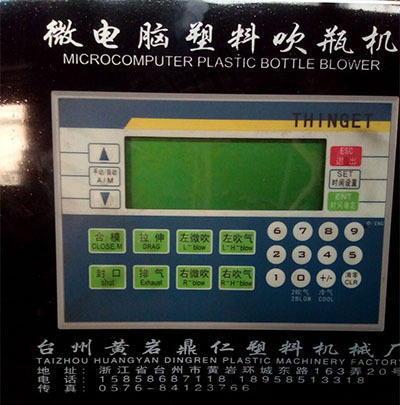 微电脑塑料吹瓶机
MICROCOMPUTER PLASTIC BOTTLE BLOWER
THINGET
ESC
退出
手动/自动
A/M
SET
时间设置
ENT
中/ENG
合模
CLOSE.M
拉伸
DRAG
左微吹
L-blow
左吹气
L-H-blow
6 7 8 9
2 3 4 5
封口
shut
排气
Exhaust
右微吹
R-blow
右吹气
R-H-blow
1 0 +/-
清零
CLR
2吹气
2BLOW
冷气
COOL
台州黄岩鼎仁塑料机械厂
TAIZHOU HUANGYAN DINGREN PLASTIC MACHINERY FACTORY
地址:浙江省台州市黄岩环城东路163弄20号
电话:15858687118 18958513318
传真:0576-84123766